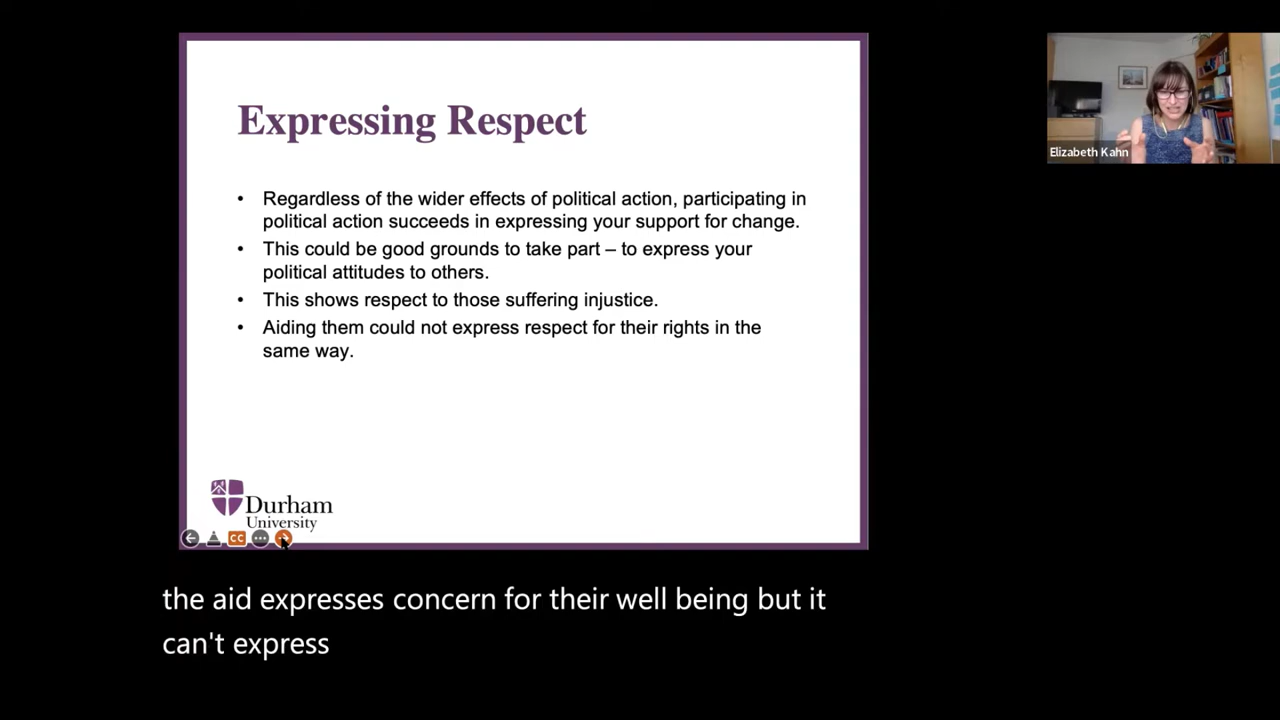 Expressing Respect
• Regardless of the wider effects of political action, participating in
political action succeeds in expressing your support for change.
• This could be good grounds to take part – to express your
political attitudes to others.
• This shows respect to those suffering injustice.
• Aiding them could not express respect for their rights in the
same way.
Durham
University
CC
Elizabeth Kahn
the aid expresses concern for their well being but it
can't express